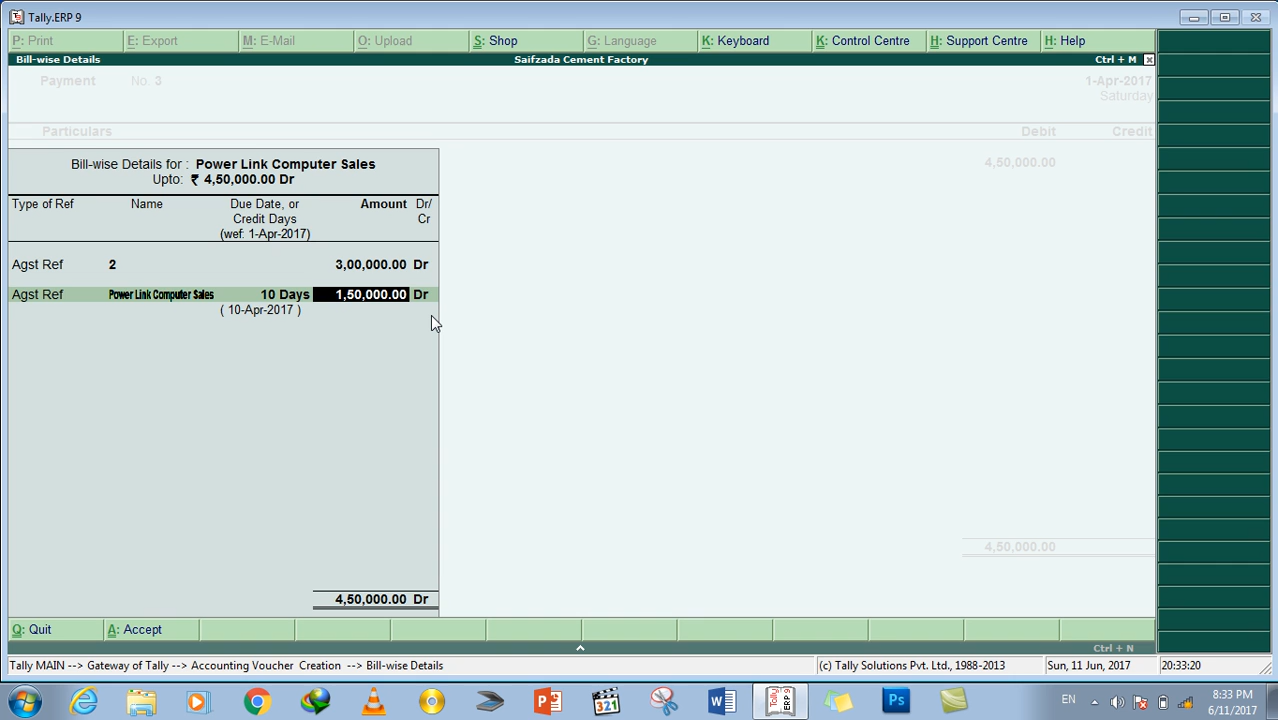 Tally.ERP 9
P: Print E: Export M: E-Mail O: Upload S: Shop G: Language K: Keyboard K: Control Centre H: Support Centre H: Help
Bill-wise Details Saifzada Cement Factory Ctrl + M
Payment No. 3 1-Apr-2017
Saturday
Particulars Debit Credit
4,50,000.00
Bill-wise Details for : Power Link Computer Sales
Upto: ₹ 4,50,000.00 Dr
Type of Ref Name Due Date, or Amount Dr/
Credit Days Cr
(wef: 1-Apr-2017)
Agst Ref 2 3,00,000.00 Dr
Agst Ref Power Link Computer Sales 10 Days 1,50,000.00 Dr
( 10-Apr-2017 )
4,50,000.00
4,50,000.00 Dr
Q: Quit A: Accept
Ctrl + N
Tally MAIN --> Gateway of Tally --> Accounting Voucher Creation --> Bill-wise Details (c) Tally Solutions Pvt. Ltd., 1988-2013 Sun, 11 Jun, 2017 20:33:20
EN 8:33 PM
6/11/2017
321
Tally ERP 9
Ps